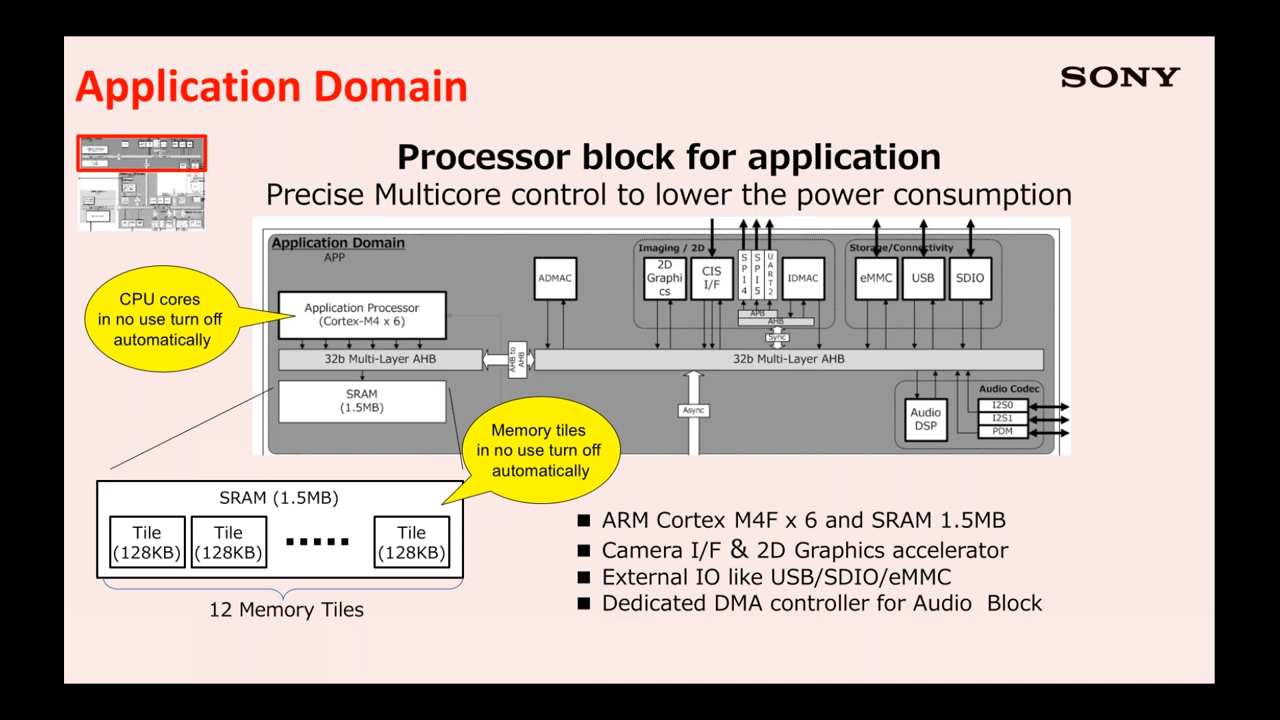 Application Domain
SONY
Processor block for application
Precise Multicore control to lower the power consumption
Application Domain
APP
CPU cores
in no use turn off
automatically
Application Processor
(Cortex-M4 x 6)
32b Multi-Layer AHB
SRAM
(1.5MB)
AHB to
AHB
ADMAC
Imaging / 2D
2D
Graphi
cs
CIS
I/F
SPI4
SPI5
UART2
IDMAC
APB
AHB
Sync
Storage/Connectivity
eMMC
USB
SDIO
32b Multi-Layer AHB
Async
Audio Codec
Audio
DSP
I2S0
I2S1
PDM
Memory tiles
in no use turn off
automatically
SRAM (1.5MB)
Tile
(128KB)
Tile
(128KB)
.....
Tile
(128KB)
12 Memory Tiles
■ ARM Cortex M4F x 6 and SRAM 1.5MB
■ Camera I/F & 2D Graphics accelerator
■ External IO like USB/SDIO/eMMC
■ Dedicated DMA controller for Audio Block